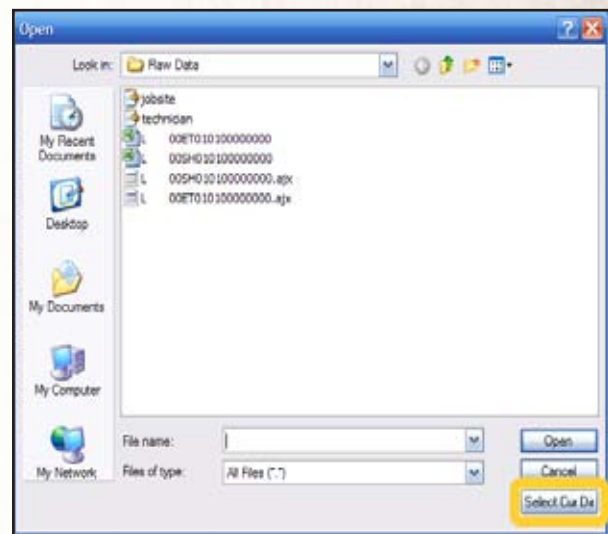 Open
Look in: Raw Data
jobsite
technician
L 00ET010100000000
L 00SH010100000000
L 00SH010100000000.ajx
L 00ET010100000000.ajx
My Recent
Documents
Desktop
My Documents
My Computer
My Network
File name:
Open
Files of type: All Files (*.*)
Cancel
Select Cur De